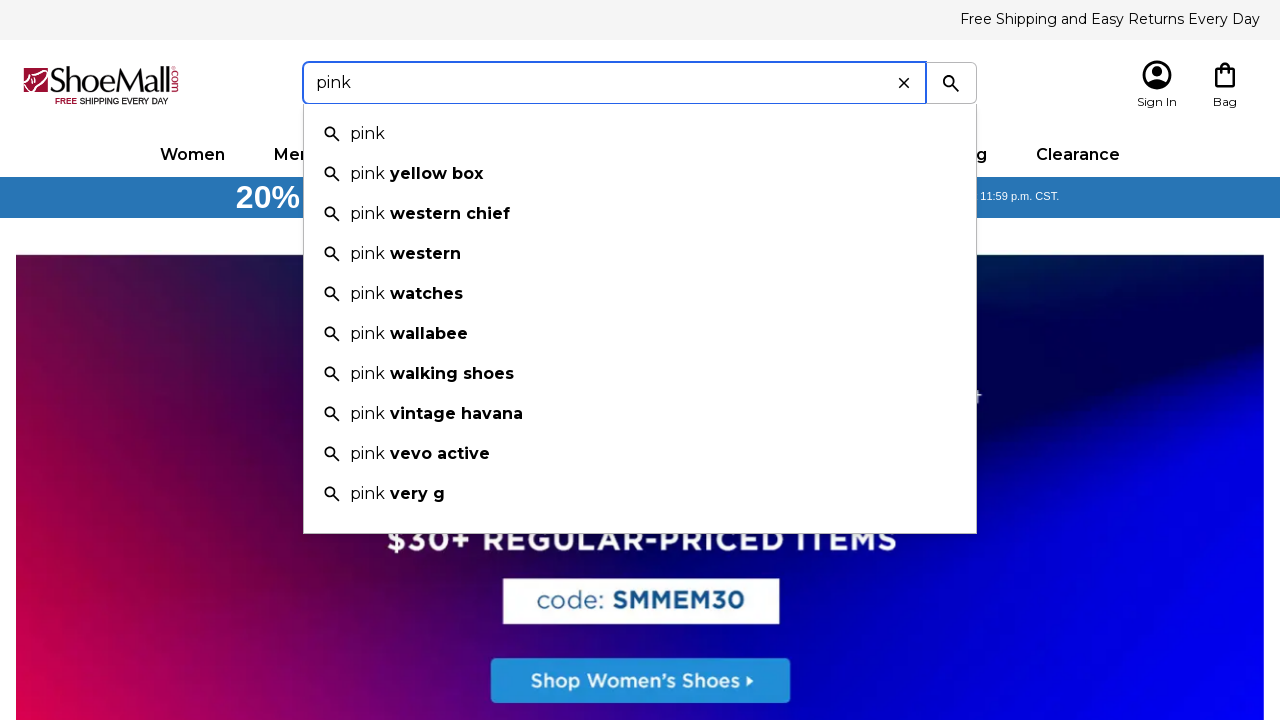 Free Shipping and Easy Returns Every Day
ShoeMall.com
FREE SHIPPING EVERY DAY
pink
Sign In
Bag
Women
Clearance
20%
11:59 p.m. CST.
pink
pink yellow box
pink western chief
pink western
pink watches
pink wallabee
pink walking shoes
pink vintage havana
pink vevo active
pink very g
$30+ REGULAR-PRICED ITEMS
code: SMMEM30
Shop Women's Shoes